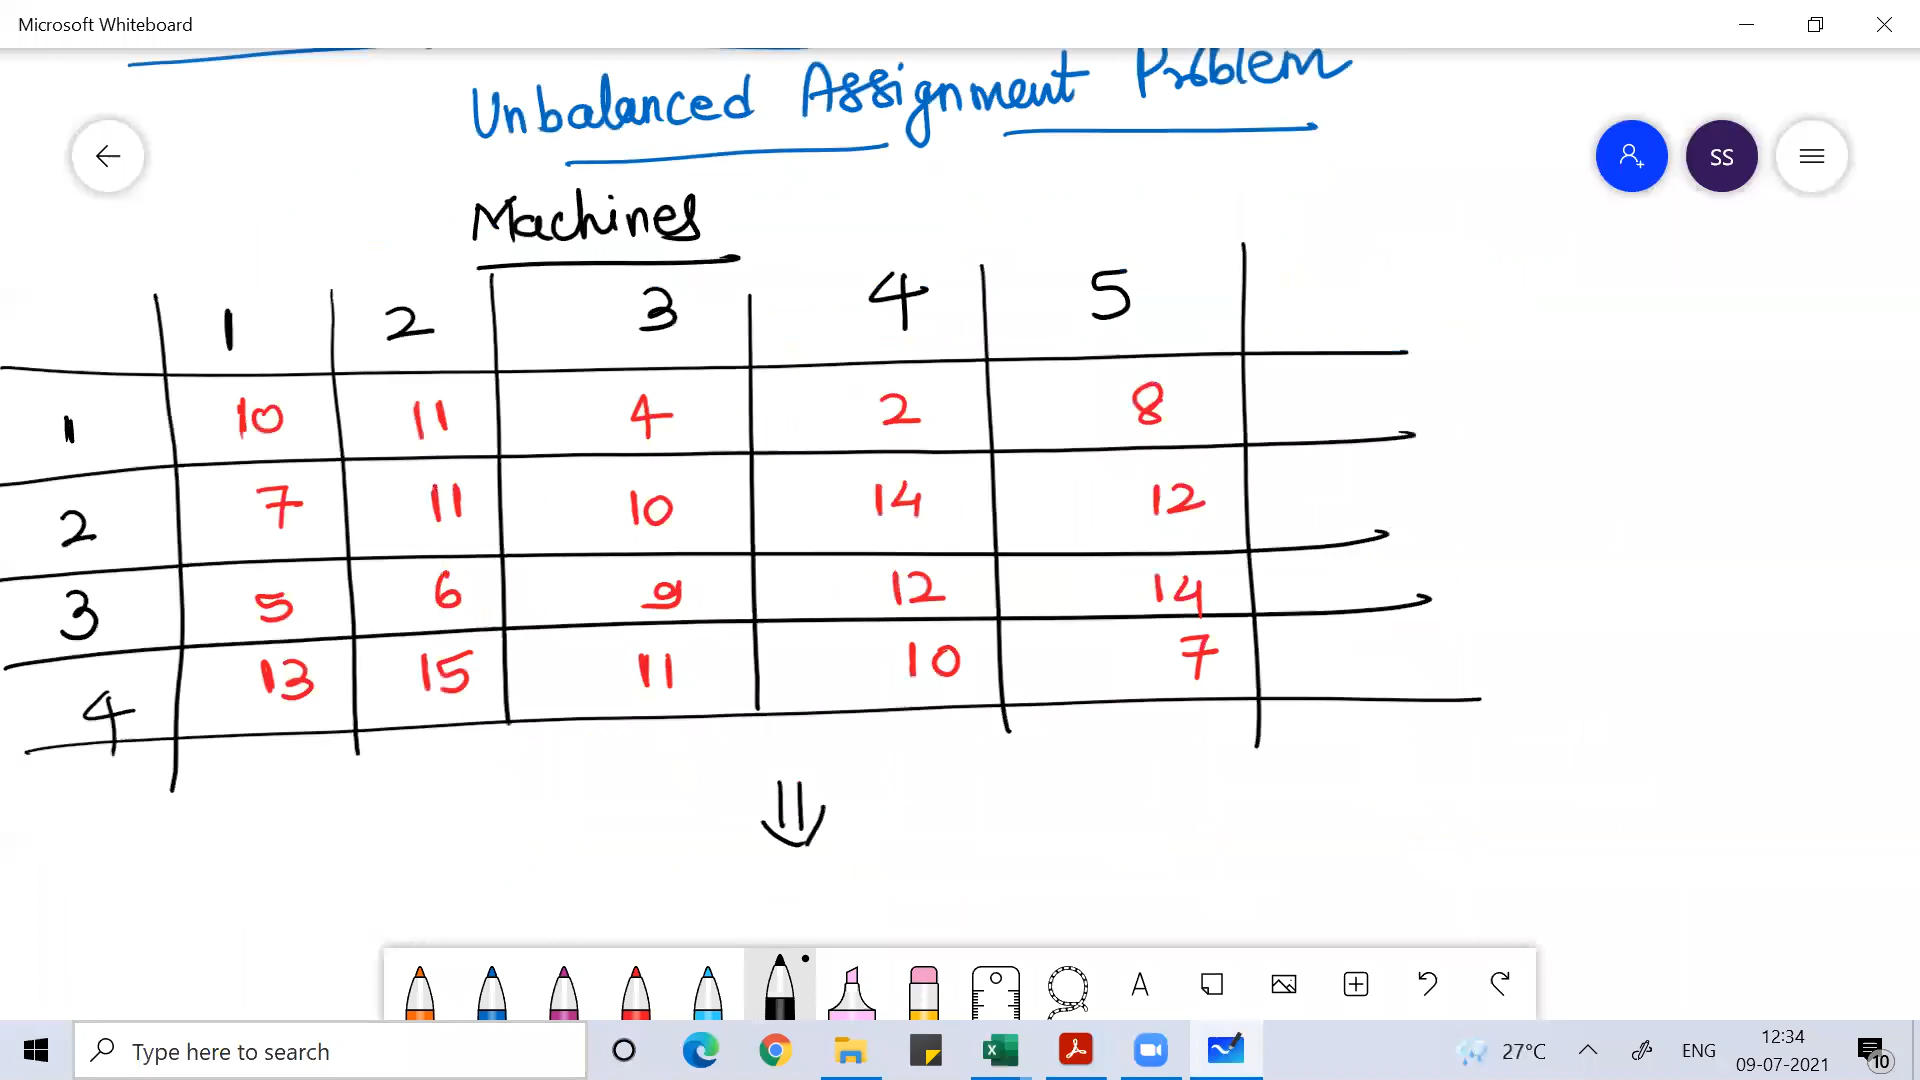 Microsoft Whiteboard
Unbalanced Assignment Problem
SS
Machines
1 2 3 4 5
1 10 11 4 2 8
2 7 11 10 14 12
3 5 6 9 12 14
4 13 15 11 10 7
Type here to search
27°C
ENG
12:34
09-07-2021
10